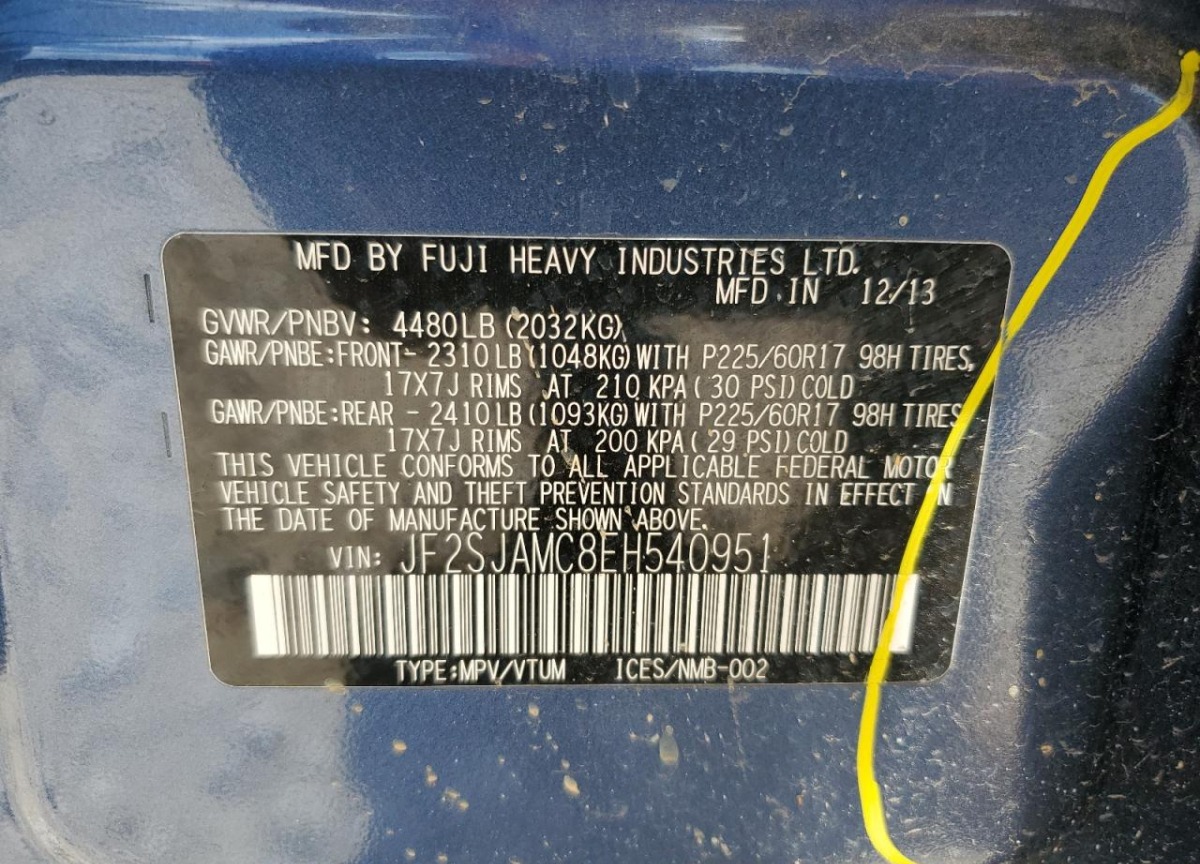 MFD BY FUJI HEAVY INDUSTRIES LTD.
MFD IN 12/13
GVWR/PNBV: 4480LB (2032KG)
GAWR/PNBE:FRONT- 2310LB (1048KG) WITH P225/60R17 98H TIRES,
17X7J RIMS AT 210 KPA ( 30 PSI) COLD
GAWR/PNBE:REAR - 2410LB (1093KG) WITH P225/60R17 98H TIRES
17X7J RIMS AT 200 KPA ( 29 PSI) COLD
THIS VEHICLE CONFORMS TO ALL APPLICABLE FEDERAL MOTOR
VEHICLE SAFETY AND THEFT PREVENTION STANDARDS IN EFFECT ON
THE DATE OF MANUFACTURE SHOWN ABOVE.
VIN: JF2SJAMC8EH540951
TYPE:MPV/VTUM ICES/NMB-002